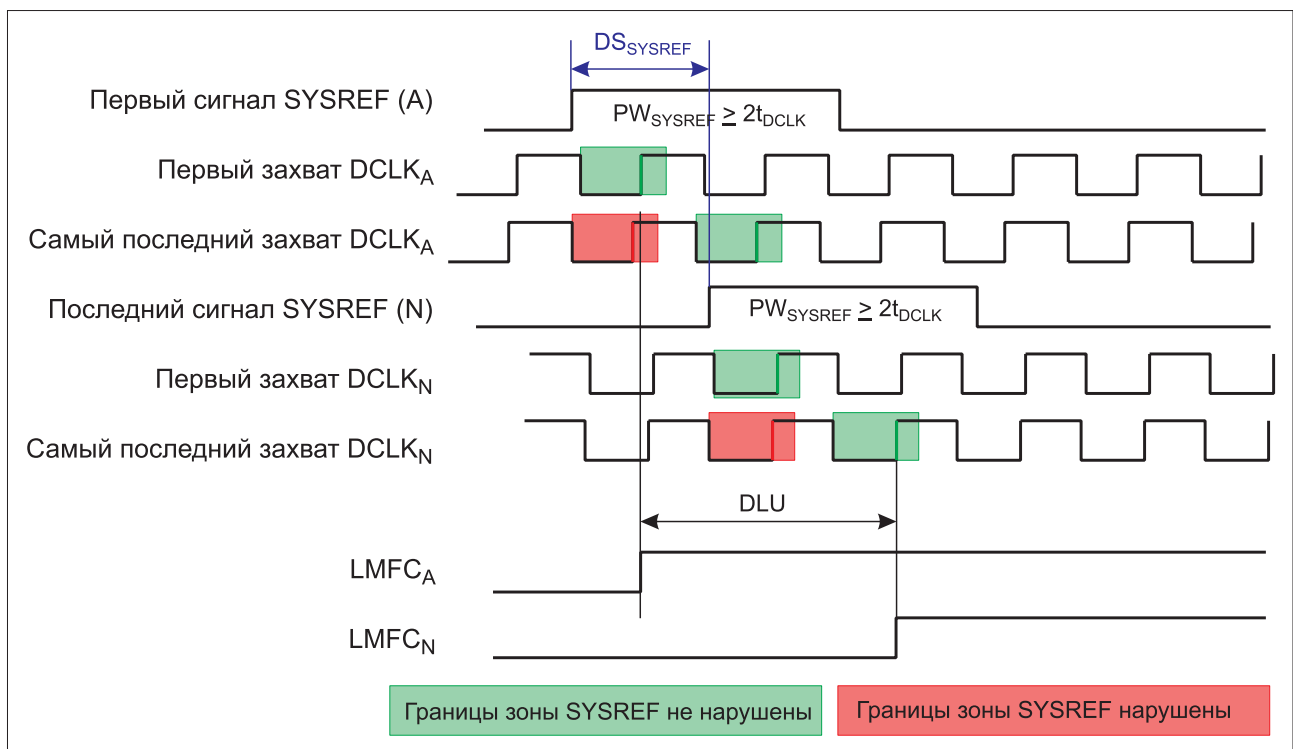 DS_SYSREF
Первый сигнал SYSREF (A)
PW_SYSREF ≥ 2t_DCLK
Первый захват DCLK_A
Самый последний захват DCLK_A
Последний сигнал SYSREF (N)
PW_SYSREF ≥ 2t_DCLK
Первый захват DCLK_N
Самый последний захват DCLK_N
DLU
LMFC_A
LMFC_N
Границы зоны SYSREF не нарушены
Границы зоны SYSREF нарушены